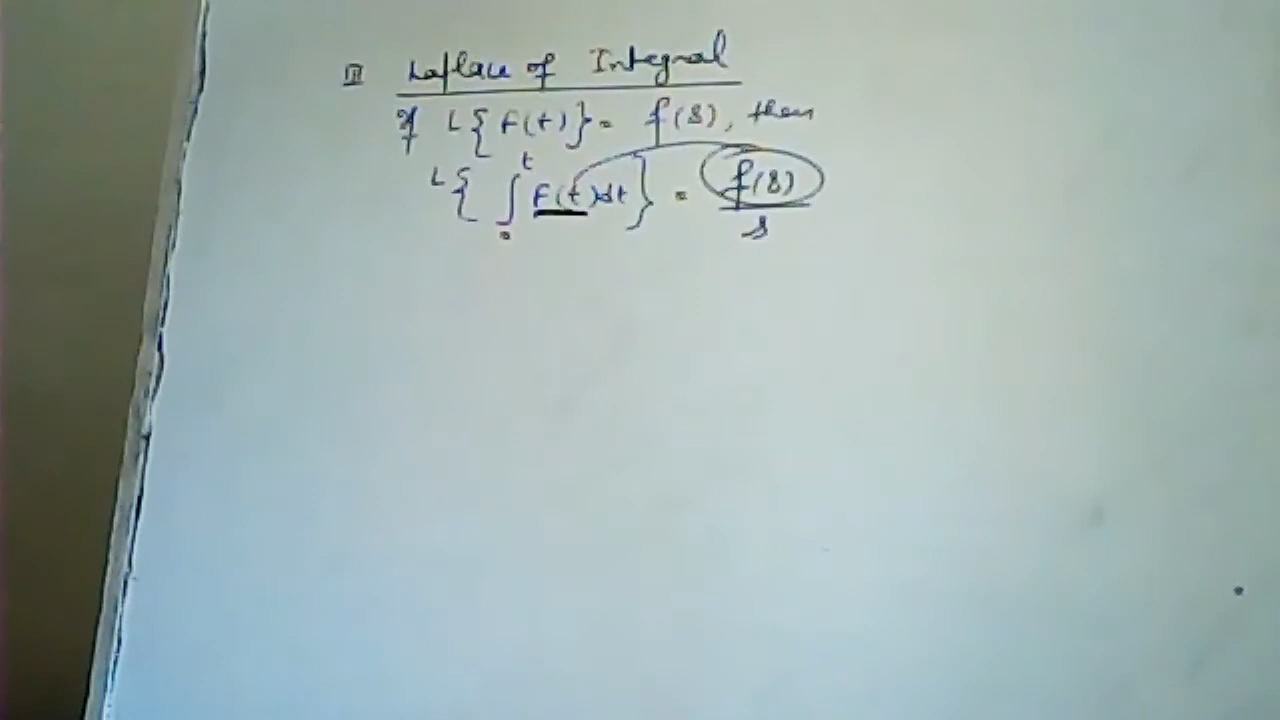 III Laplace of Integral
If L{F(t)} = f(s), then
L{∫₀ᵗ F(t)dt} = f(s)/s